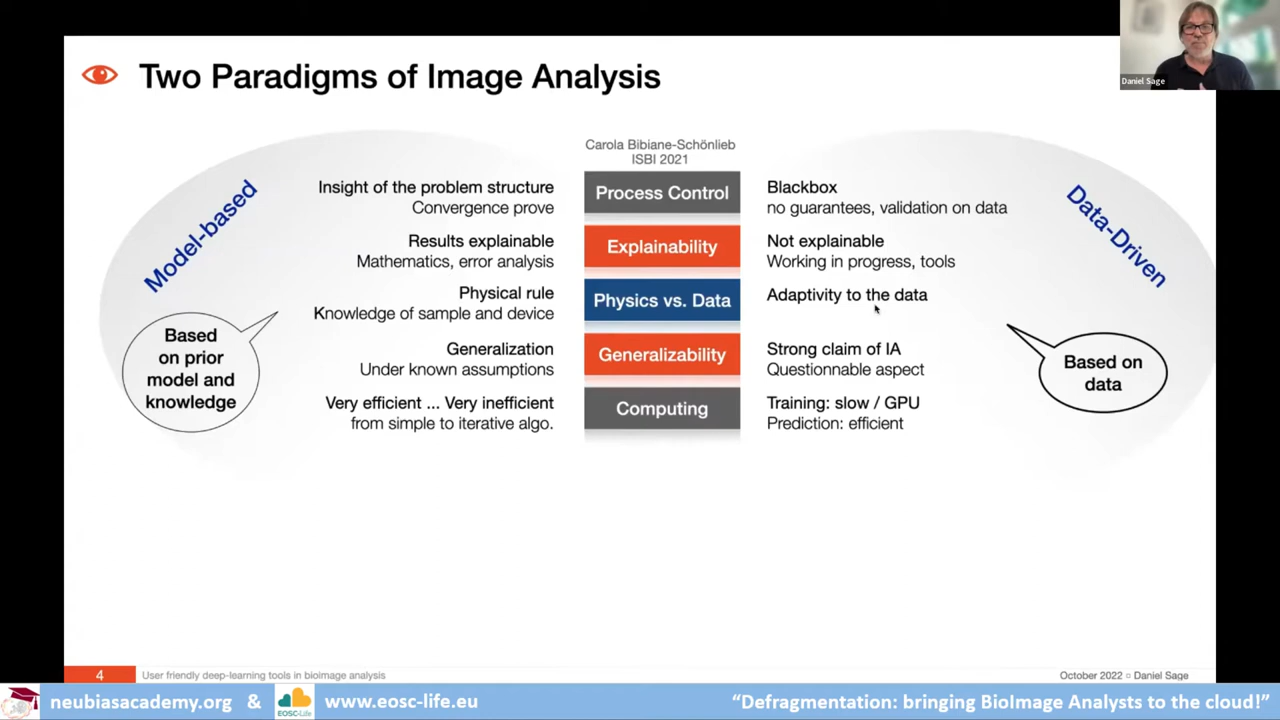 Daniel Sage
Two Paradigms of Image Analysis
Carola Bibiane-Schönlieb
ISBI 2021
Model-based
Data-Driven
Insight of the problem structure
Convergence prove
Process Control
Blackbox
no guarantees, validation on data
Results explainable
Mathematics, error analysis
Explainability
Not explainable
Working in progress, tools
Physical rule
Knowledge of sample and device
Physics vs. Data
Adaptivity to the data
Generalization
Under known assumptions
Generalizability
Strong claim of IA
Questionnable aspect
Very efficient ... Very inefficient
from simple to iterative algo.
Computing
Training: slow / GPU
Prediction: efficient
Based
on prior
model and
knowledge
Based on
data
4
User friendly deep-learning tools in bioimage analysis
October 2022 □ Daniel Sage
neubiasacademy.org & EOSC-Life www.eosc-life.eu
“Defragmentation: bringing BioImage Analysts to the cloud!”